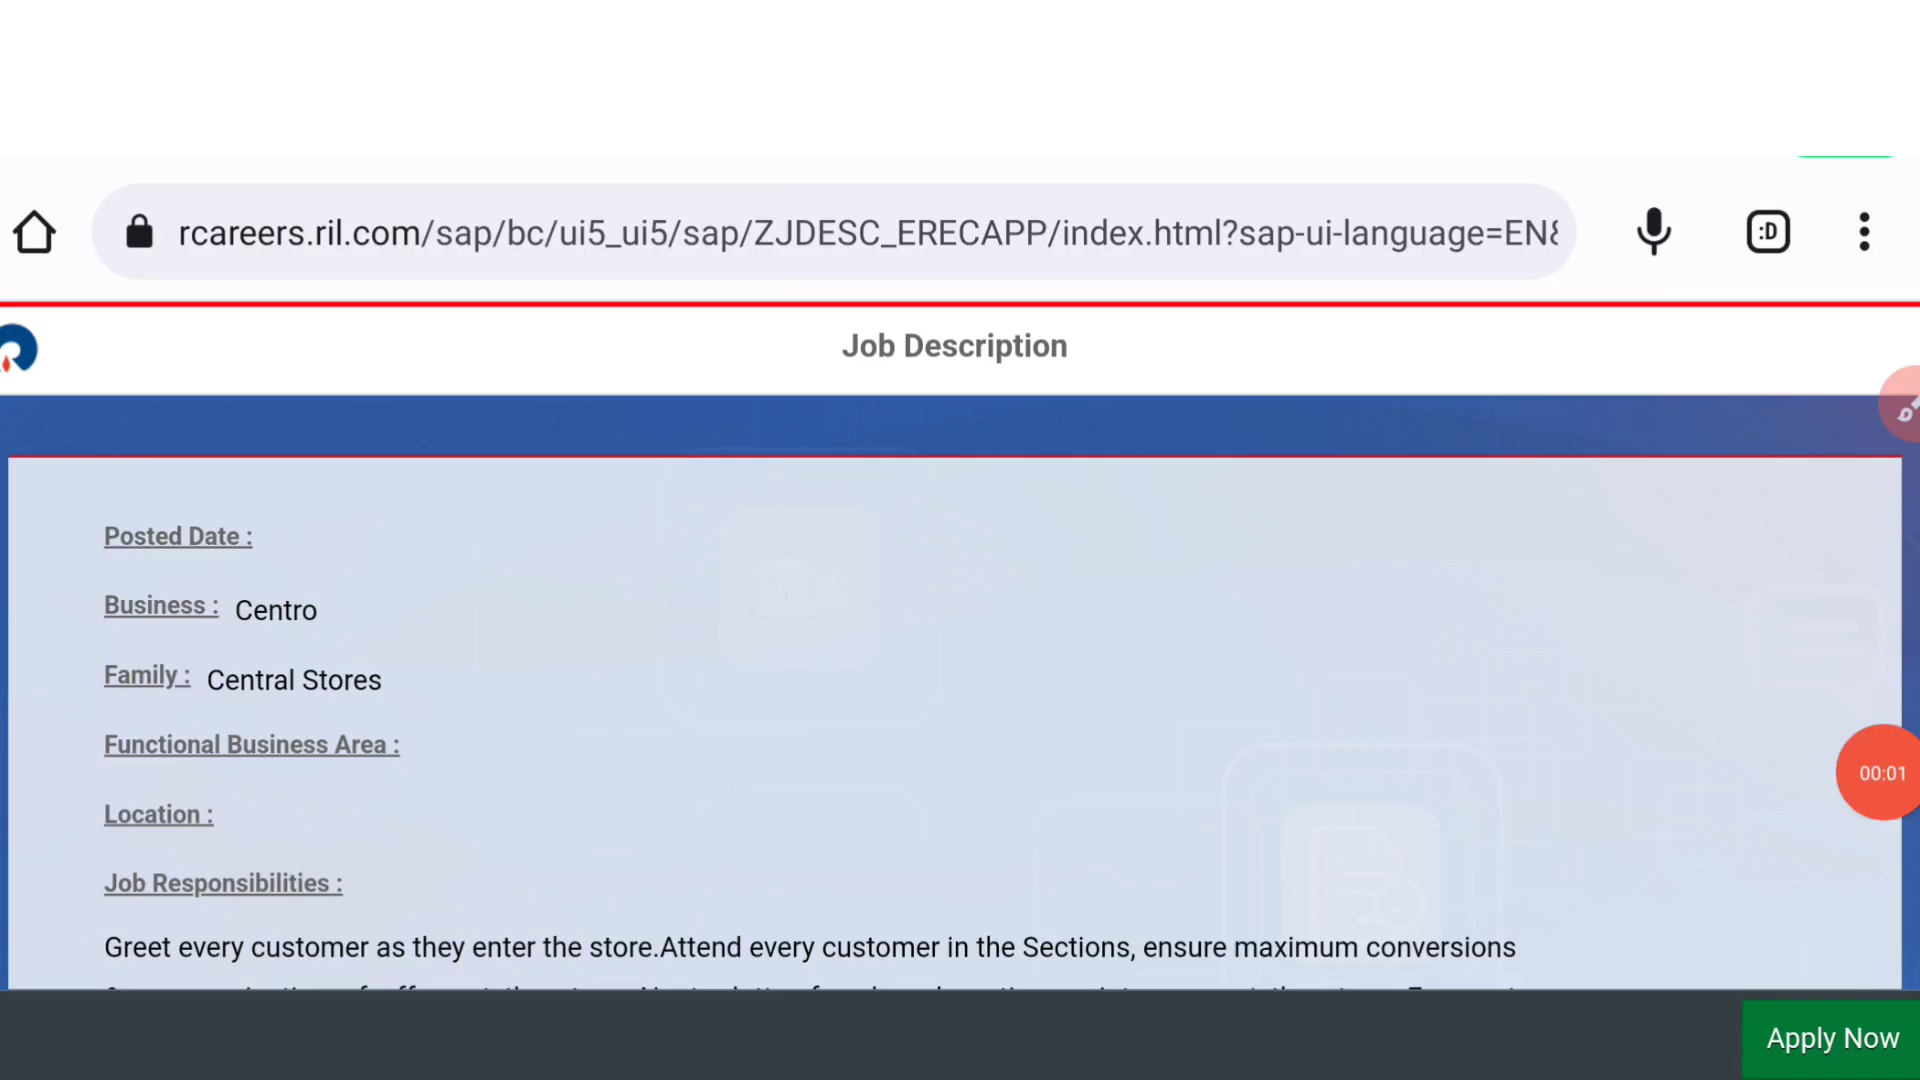 rcareers.ril.com/sap/bc/ui5_ui5/sap/ZJDESC_ERECAPP/index.html?sap-ui-language=EN&
:D
Job Description
Posted Date :
Business : Centro
Family : Central Stores
Functional Business Area :
Location :
Job Responsibilities :
00:01
Greet every customer as they enter the store.Attend every customer in the Sections, ensure maximum conversions
Apply Now